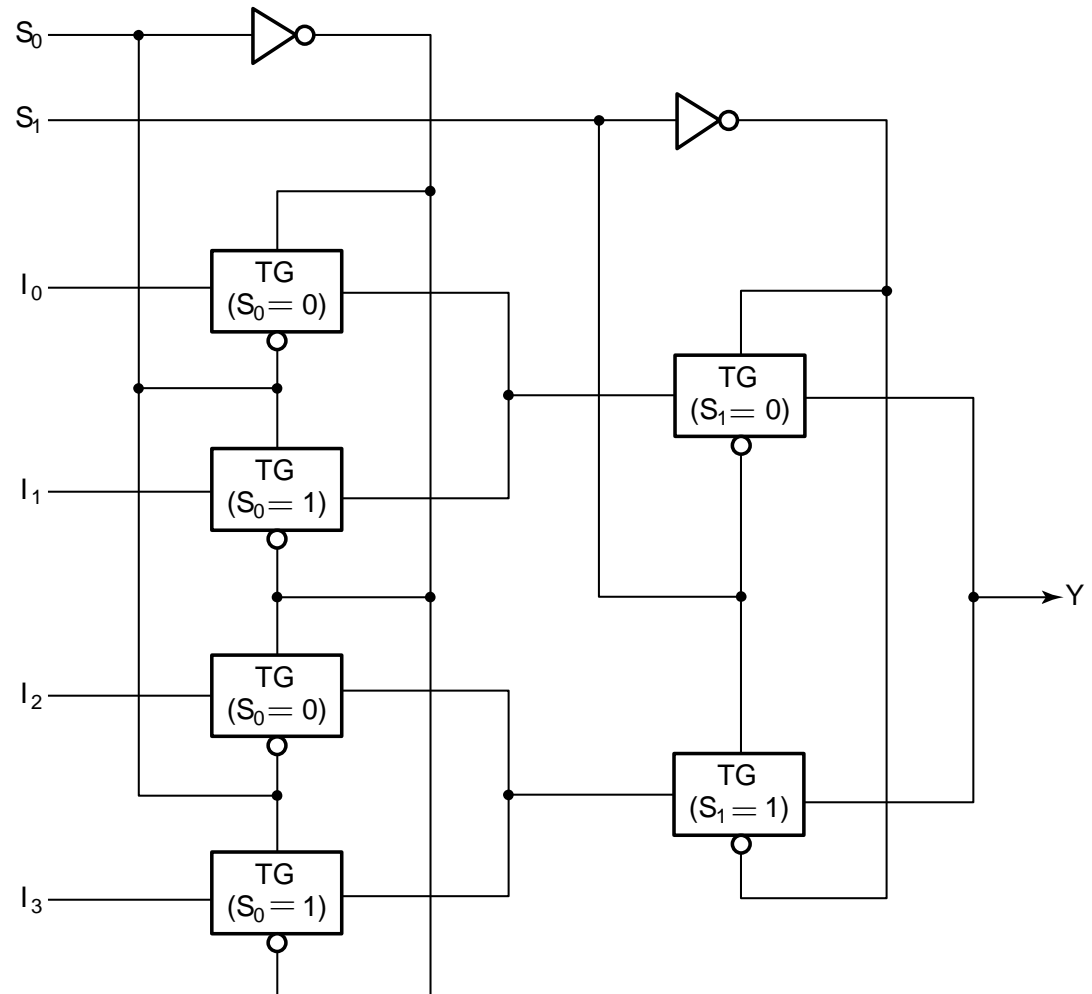 S₀
S₁
TG
(S₀ = 0)
I₀
TG
(S₁ = 0)
TG
(S₀ = 1)
I₁
Y
TG
(S₀ = 0)
I₂
TG
(S₁ = 1)
TG
(S₀ = 1)
I₃